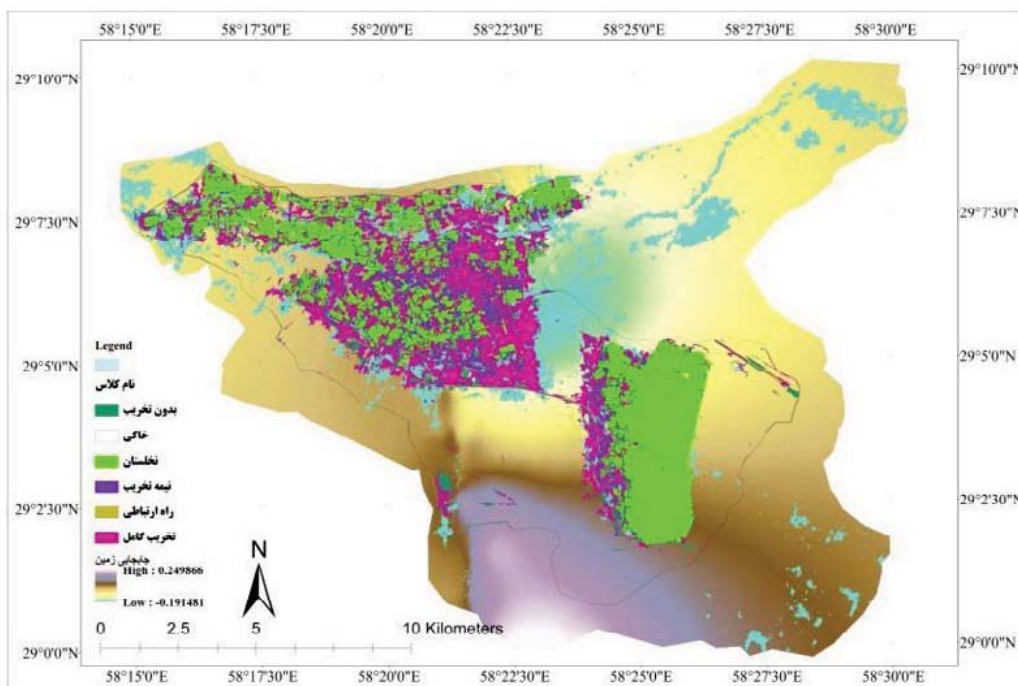 58°15'0"E 58°17'30"E 58°20'0"E 58°22'30"E 58°25'0"E 58°27'30"E 58°30'0"E
29°10'0"N 29°10'0"N
29°7'30"N 29°7'30"N
29°5'0"N 29°5'0"N
29°2'30"N 29°2'30"N
29°0'0"N 29°0'0"N
Legend
نام کلاس
بدون تخریب
خاکی
نخلستان
نیمه تخریب
راه ارتباطی
تخریب کامل
جابجایی زمین
High : 0.249866
Low : -0.191481
N
0 2.5 5 10 Kilometers
58°15'0"E 58°17'30"E 58°20'0"E 58°22'30"E 58°25'0"E 58°27'30"E 58°30'0"E